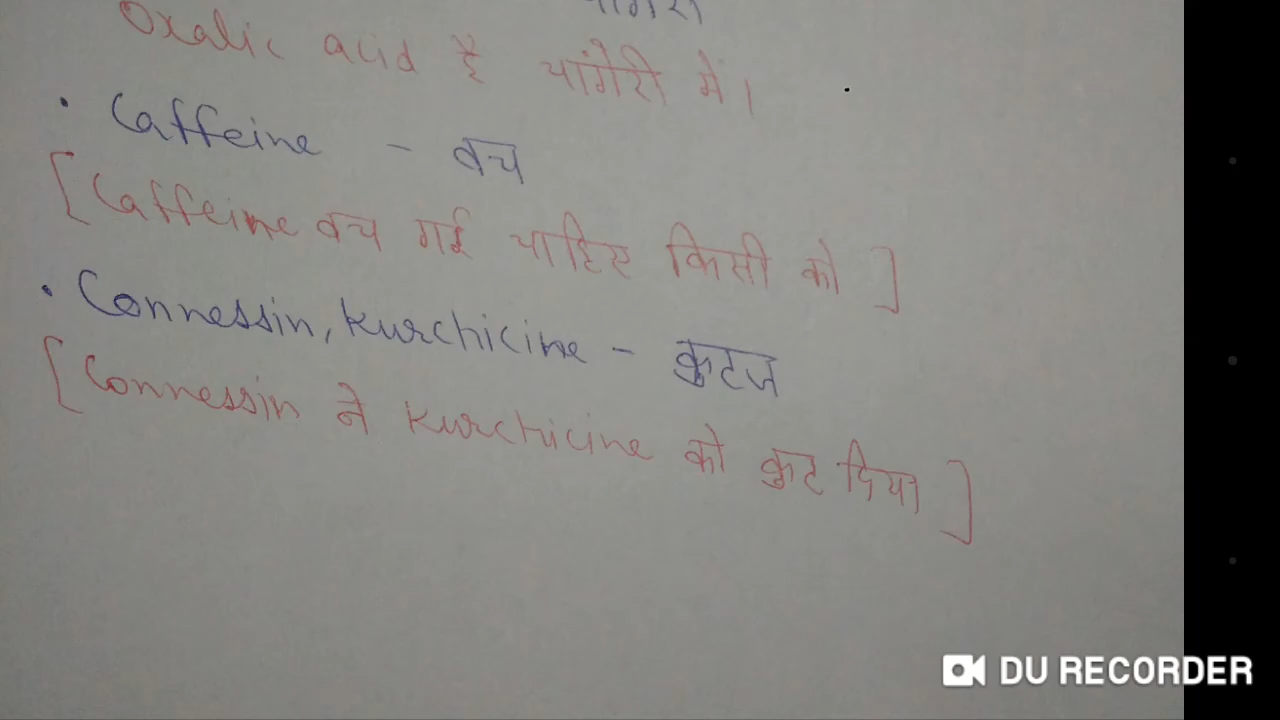 चांगेरी
Oxalic acid है चांगेरी में।
• Caffeine - वच
[Caffeine वच गई चाहिए किसी को]
• Connessin, kurchicine - कुटज
[Connessin ने kurchicine को कुट दिया]
DU RECORDER